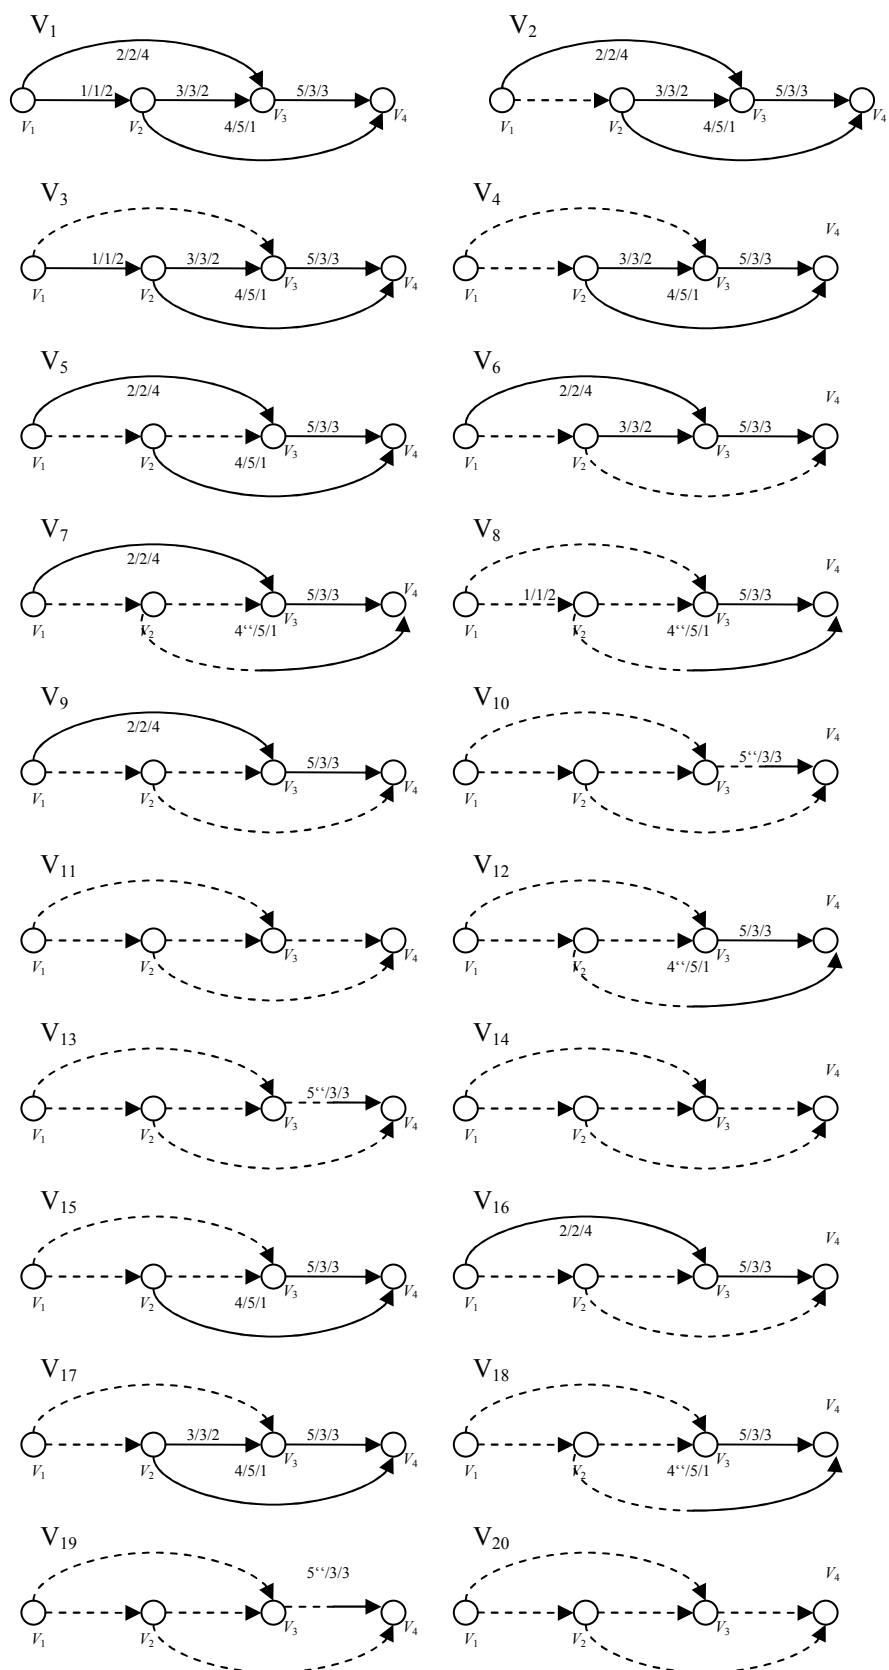 V1 V2
2/2/4 2/2/4
1/1/2 3/3/2 5/3/3 3/3/2 5/3/3
V1 V2 4/5/1 V3 V4 V1 V2 4/5/1 V3 V4
V3 V4
V4
1/1/2 3/3/2 5/3/3 3/3/2 5/3/3
V1 V2 4/5/1 V3 V4 V1 V2 4/5/1 V3
V5 V6
2/2/4 2/2/4 V4
5/3/3 3/3/2 5/3/3
V1 V2 4/5/1 V3 V4 V1 V2 V3
V7 V8
2/2/4 V4
5/3/3 V4 1/1/2 5/3/3
V1 V2 4“/5/1 V3 V1 V2 4“/5/1 V3
V9 V10
2/2/4 V4
5/3/3 5“/3/3
V1 V2 V3 V4 V1 V2 V3
V11 V12
V4
5/3/3
V1 V2 V3 V4 V1 V2 4“/5/1 V3
V13 V14
V4
5“/3/3
V1 V2 V3 V4 V1 V2 V3
V15 V16
2/2/4 V4
5/3/3 5/3/3
V1 V2 4/5/1 V3 V4 V1 V2 V3
V17 V18
V4
3/3/2 5/3/3 5/3/3
V1 V2 4/5/1 V3 V4 V1 V2 4“/5/1 V3
V19 V20
5“/3/3 V4
V1 V2 V3 V4 V1 V2 V3